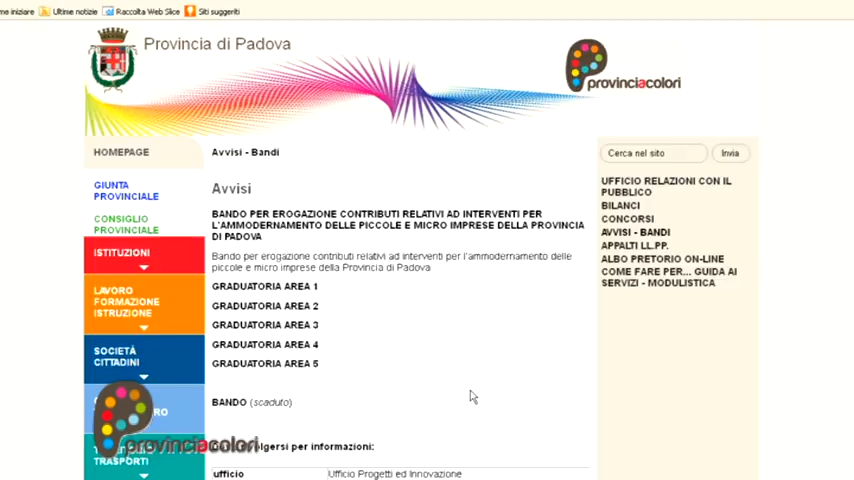 me iniziare Ultime notizie Raccolta Web Slice Siti suggeriti
Provincia di Padova
provinciacolori
HOMEPAGE
GIUNTA
PROVINCIALE
CONSIGLIO
PROVINCIALE
ISTITUZIONI
LAVORO
FORMAZIONE
ISTRUZIONE
SOCIETÀ
CITTADINI
TRASPORTI
provinciacolori
Avvisi - Bandi
Avvisi
BANDO PER EROGAZIONE CONTRIBUTI RELATIVI AD INTERVENTI PER
L'AMMODERNAMENTO DELLE PICCOLE E MICRO IMPRESE DELLA PROVINCIA
DI PADOVA
Bando per erogazione contributi relativi ad interventi per l'ammodernamento delle
piccole e micro imprese della Provincia di Padova
GRADUATORIA AREA 1
GRADUATORIA AREA 2
GRADUATORIA AREA 3
GRADUATORIA AREA 4
GRADUATORIA AREA 5
BANDO (scaduto)
per informazioni:
ufficio Ufficio Progetti ed Innovazione
Cerca nel sito Invia
UFFICIO RELAZIONI CON IL
PUBBLICO
BILANCI
CONCORSI
AVVISI - BANDI
APPALTI LL.PP.
ALBO PRETORIO ON-LINE
COME FARE PER... GUIDA AI
SERVIZI - MODULISTICA